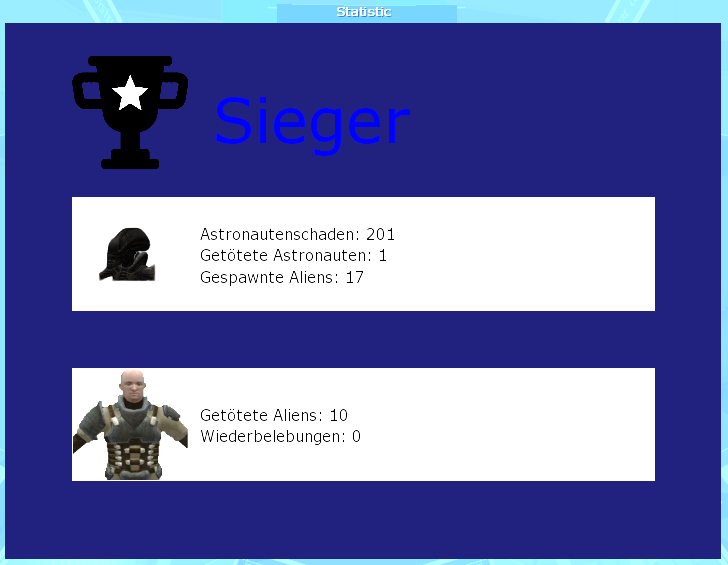 Statistic
Sieger
Astronautenschaden: 201
Getötete Astronauten: 1
Gespawnte Aliens: 17
Getötete Aliens: 10
Wiederbelebungen: 0